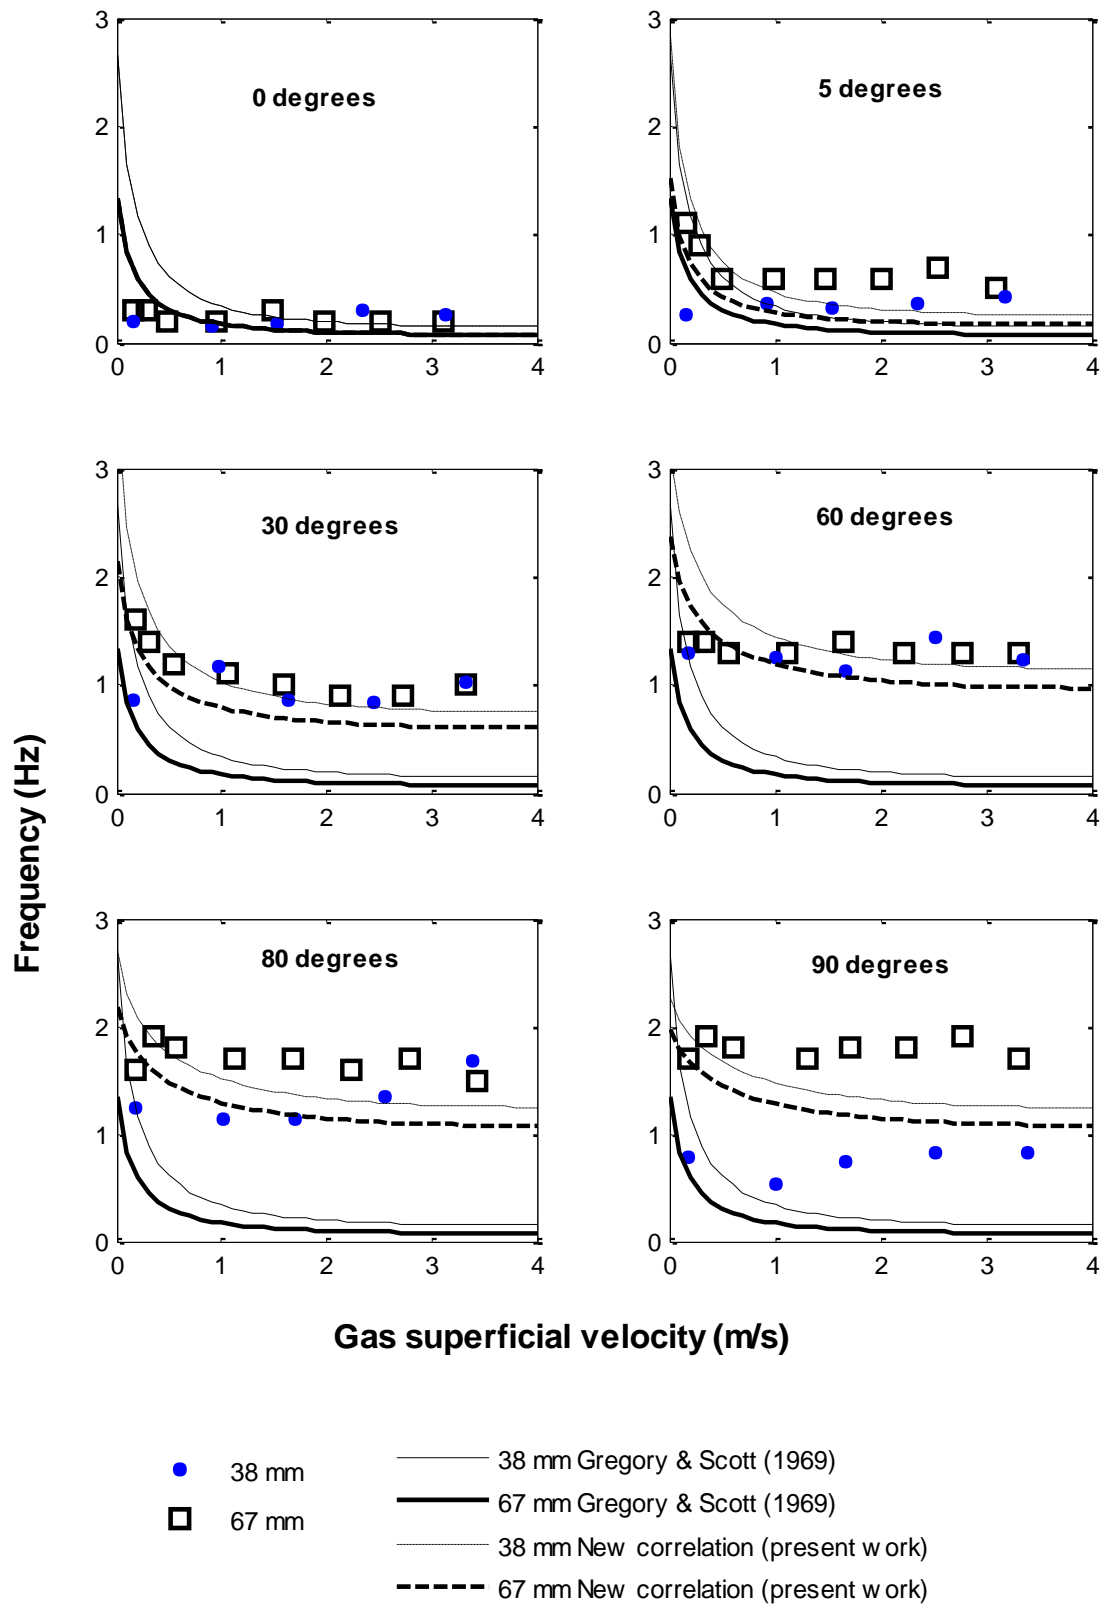 0 degrees
3
2
1
0
0 1 2 3 4
5 degrees
3
2
1
0
0 1 2 3 4
30 degrees
3
2
1
0
0 1 2 3 4
60 degrees
3
2
1
0
0 1 2 3 4
80 degrees
3
2
1
0
0 1 2 3 4
90 degrees
3
2
1
0
0 1 2 3 4
Frequency (Hz)
Gas superficial velocity (m/s)
38 mm
67 mm
38 mm Gregory & Scott (1969)
67 mm Gregory & Scott (1969)
38 mm New correlation (present work)
67 mm New correlation (present work)